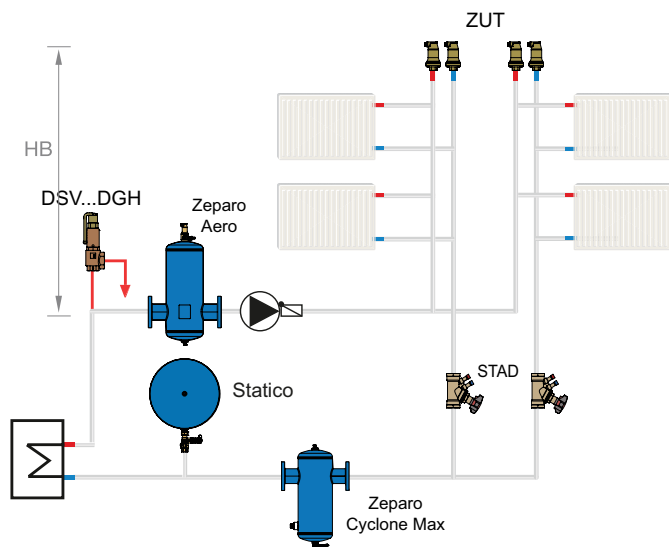 ZUT
HB
DSV...DGH
Zeparo
Aero
Statico
STAD
Zeparo
Cyclone Max